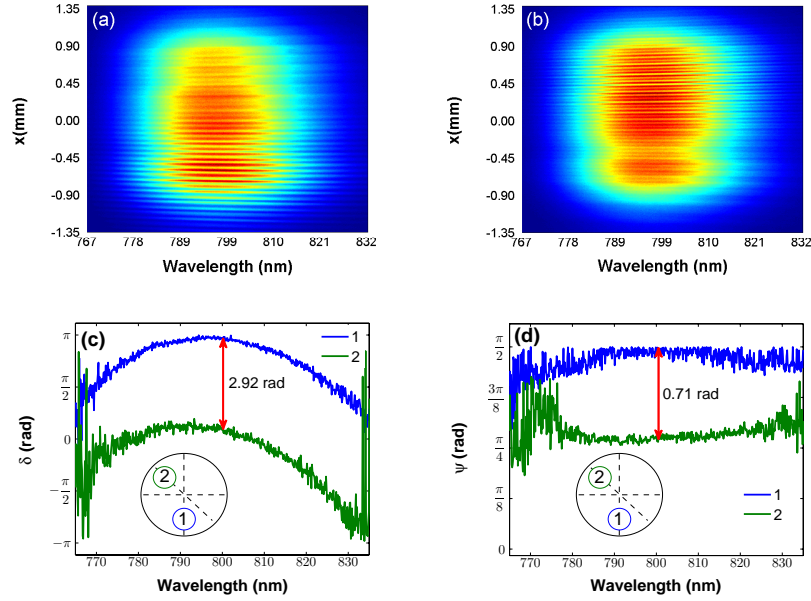 (a)
x(mm)
1.35
0.90
0.45
0.00
-0.45
-0.90
-1.35
767 778 789 799 810 821 832
Wavelength (nm)
(b)
x(mm)
1.35
0.90
0.45
0.00
-0.45
-0.90
-1.35
767 778 789 799 810 821 832
Wavelength (nm)
(c)
δ (rad)
π
π/2
0
−π/2
−π
1
2
2.92 rad
2
1
770 780 790 800 810 820 830
Wavelength (nm)
(d)
ψ (rad)
π/2
3π/8
π/4
π/8
0
0.71 rad
1
2
2
1
770 780 790 800 810 820 830
Wavelength (nm)